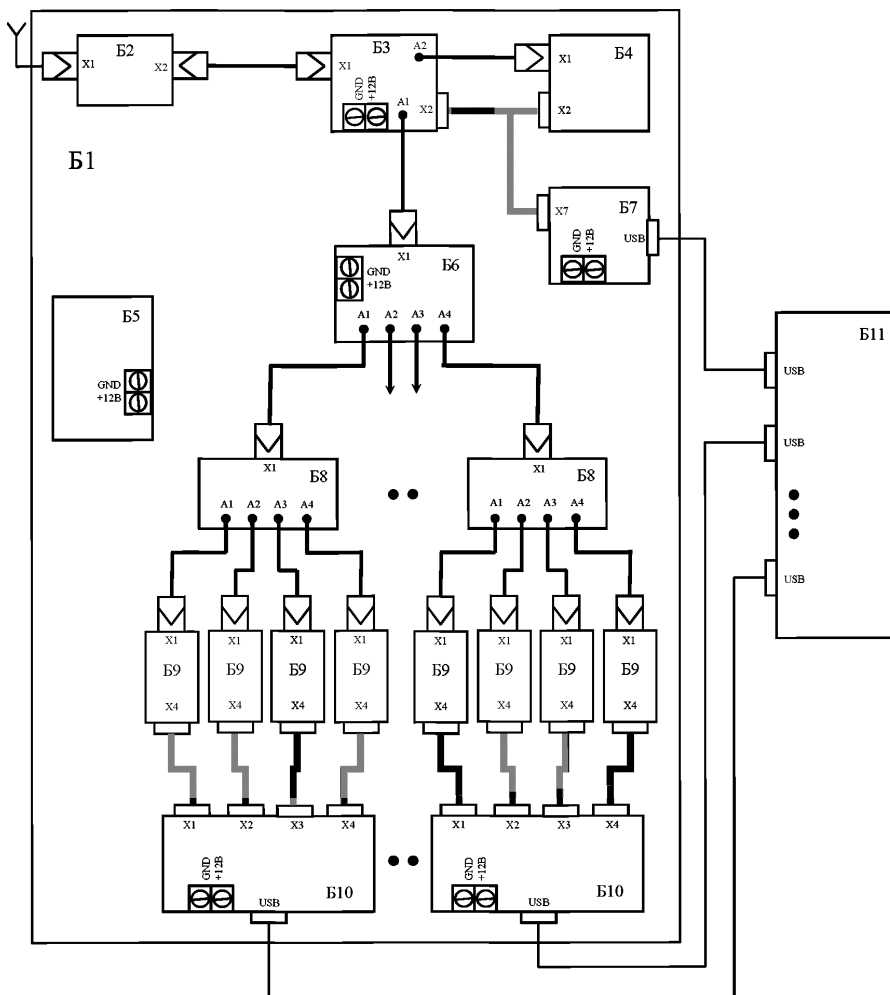 Б2
X1
X2
Б3
A2
X1
GND
+12В
A1
X2
Б4
X1
X2
Б1
X7
Б7
USB
GND
+12В
X1
Б6
GND
+12В
A1 A2 A3 A4
Б5
GND
+12В
Б11
USB
USB
USB
X1
Б8
A1 A2 A3 A4
X1
Б8
A1 A2 A3 A4
X1 X1 X1 X1 X1 X1 X1 X1
Б9 Б9 Б9 Б9 Б9 Б9 Б9 Б9
X4 X4 X4 X4 X4 X4 X4 X4
X1 X2 X3 X4
GND
+12В
Б10
USB
X1 X2 X3 X4
GND
+12В
Б10
USB